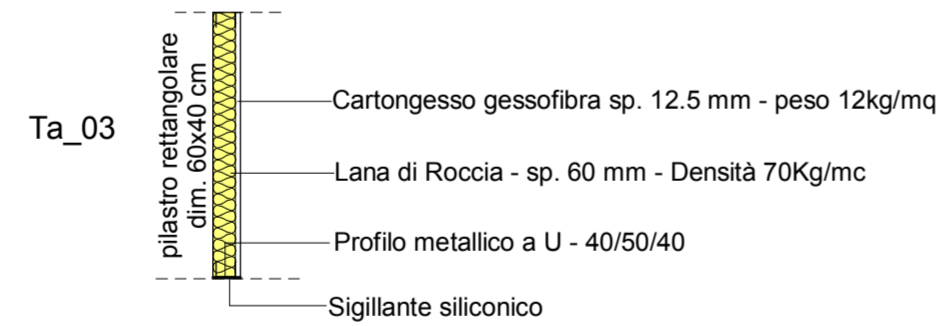 Ta_03
pilastro rettangolare
dim. 60x40 cm
Cartongesso gessofibra sp. 12.5 mm - peso 12kg/mq
Lana di Roccia - sp. 60 mm - Densità 70Kg/mc
Profilo metallico a U - 40/50/40
Sigillante siliconico